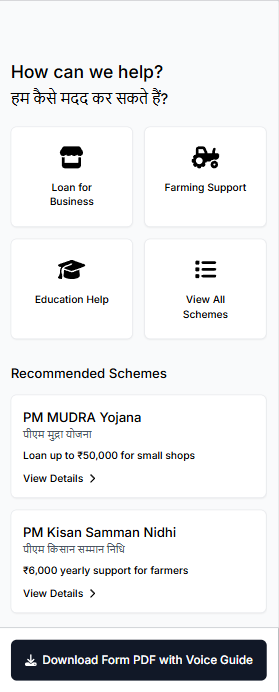 How can we help?
हम कैसे मदद कर सकते हैं?
Loan for
Business
Farming Support
Education Help
View All
Schemes
Recommended Schemes
PM MUDRA Yojana
पीएम मुद्रा योजना
Loan up to ₹50,000 for small shops
View Details
PM Kisan Samman Nidhi
पीएम किसान सम्मान निधि
₹6,000 yearly support for farmers
View Details
Download Form PDF with Voice Guide